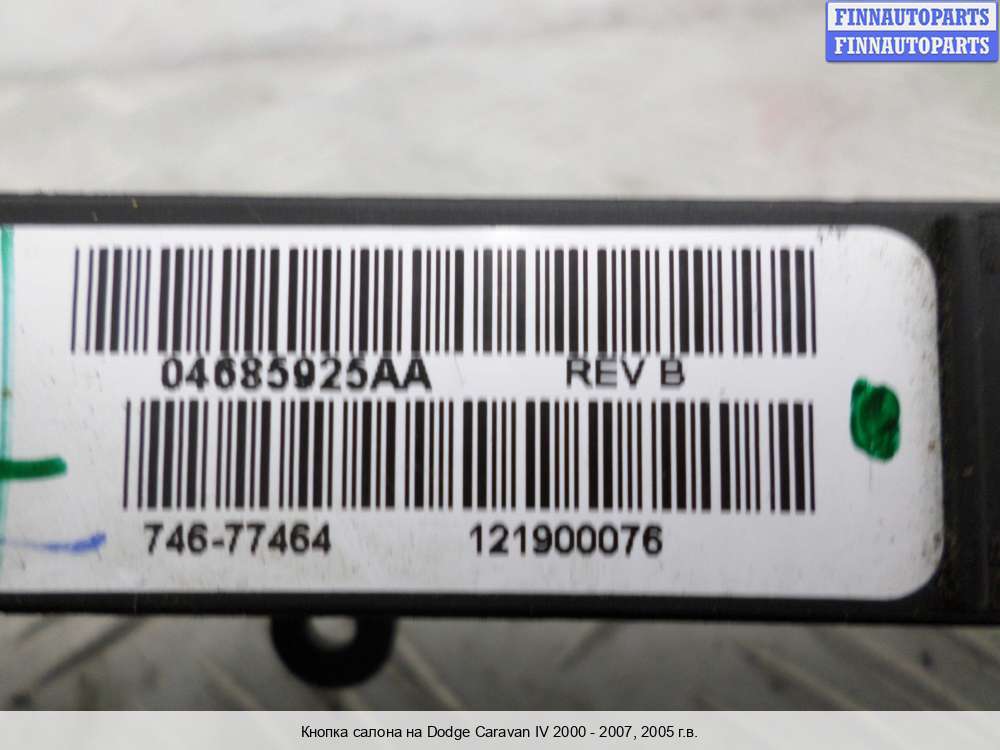 FINNAUTOPARTS
FINNAUTOPARTS
04685925AA REV B
746-77464 121900076
Кнопка салона на Dodge Caravan IV 2000 - 2007, 2005 г.в.